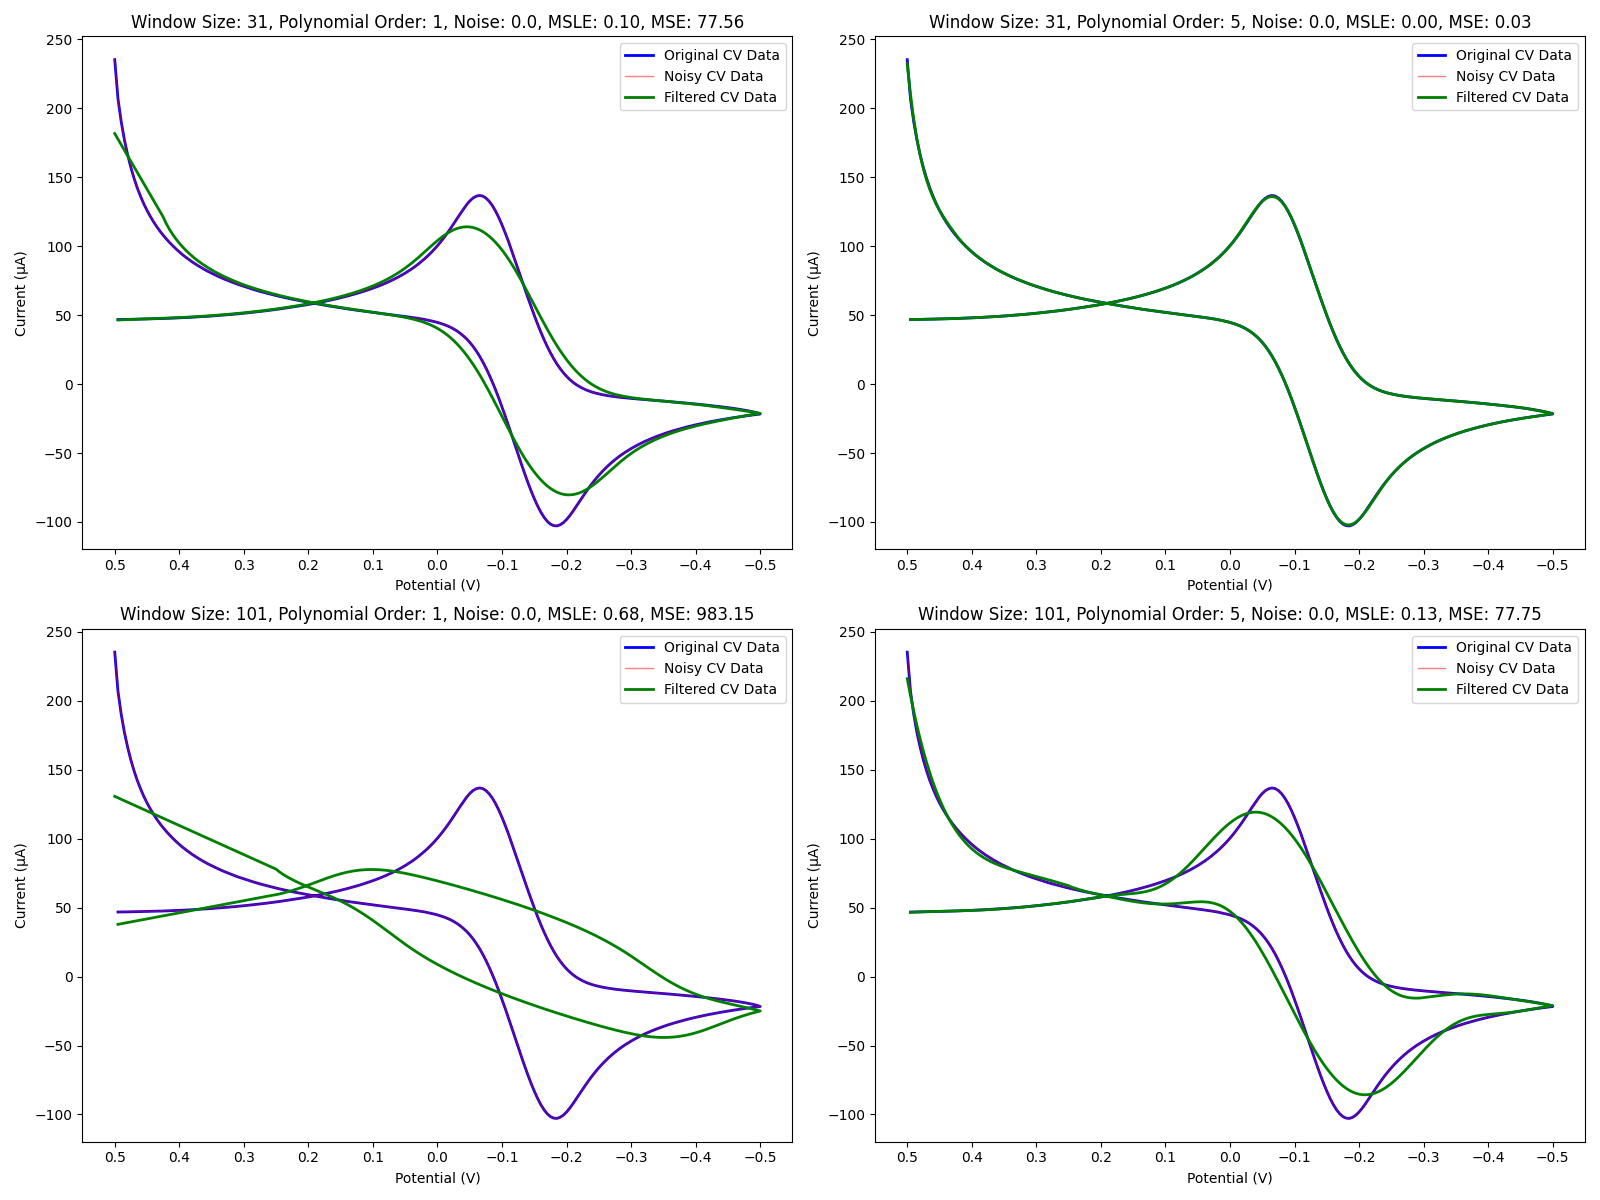 Window Size: 31, Polynomial Order: 1, Noise: 0.0, MSLE: 0.10, MSE: 77.56
250
200
150
100
50
0
−50
−100
Current (μA)
Original CV Data
Noisy CV Data
Filtered CV Data
0.5 0.4 0.3 0.2 0.1 0.0 −0.1 −0.2 −0.3 −0.4 −0.5
Potential (V)
Window Size: 31, Polynomial Order: 5, Noise: 0.0, MSLE: 0.00, MSE: 0.03
250
200
150
100
50
0
−50
−100
Current (μA)
Original CV Data
Noisy CV Data
Filtered CV Data
0.5 0.4 0.3 0.2 0.1 0.0 −0.1 −0.2 −0.3 −0.4 −0.5
Potential (V)
Window Size: 101, Polynomial Order: 1, Noise: 0.0, MSLE: 0.68, MSE: 983.15
250
200
150
100
50
0
−50
−100
Current (μA)
Original CV Data
Noisy CV Data
Filtered CV Data
0.5 0.4 0.3 0.2 0.1 0.0 −0.1 −0.2 −0.3 −0.4 −0.5
Potential (V)
Window Size: 101, Polynomial Order: 5, Noise: 0.0, MSLE: 0.13, MSE: 77.75
250
200
150
100
50
0
−50
−100
Current (μA)
Original CV Data
Noisy CV Data
Filtered CV Data
0.5 0.4 0.3 0.2 0.1 0.0 −0.1 −0.2 −0.3 −0.4 −0.5
Potential (V)